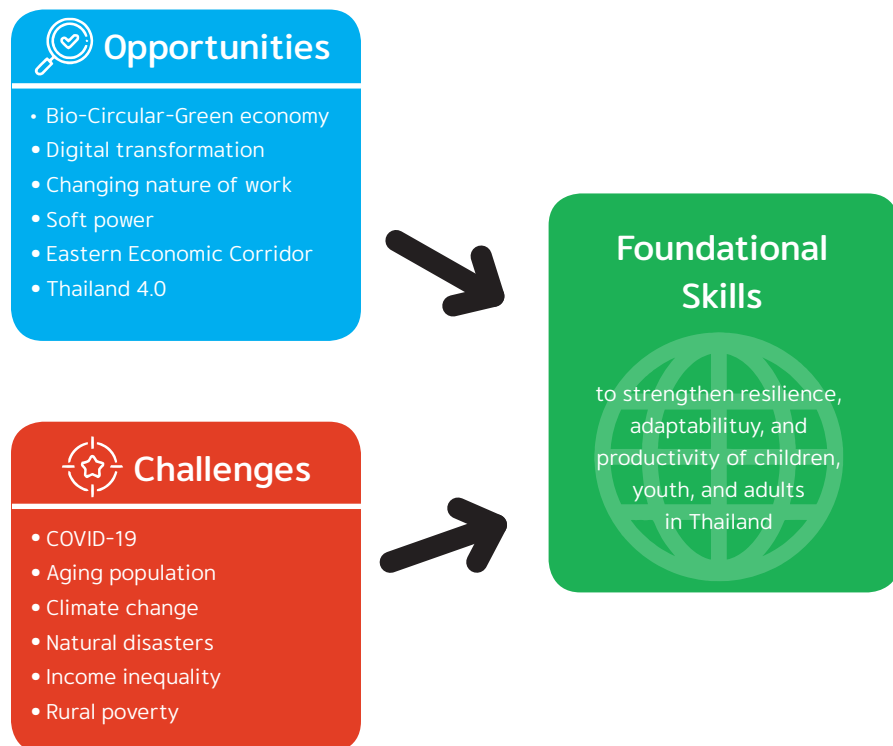 Opportunities
• Bio-Circular-Green economy
• Digital transformation
• Changing nature of work
• Soft power
• Eastern Economic Corridor
• Thailand 4.0
Challenges
• COVID-19
• Aging population
• Climate change
• Natural disasters
• Income inequality
• Rural poverty
Foundational
Skills
to strengthen resilience,
adaptabilituy, and
productivity of children,
youth, and adults
in Thailand